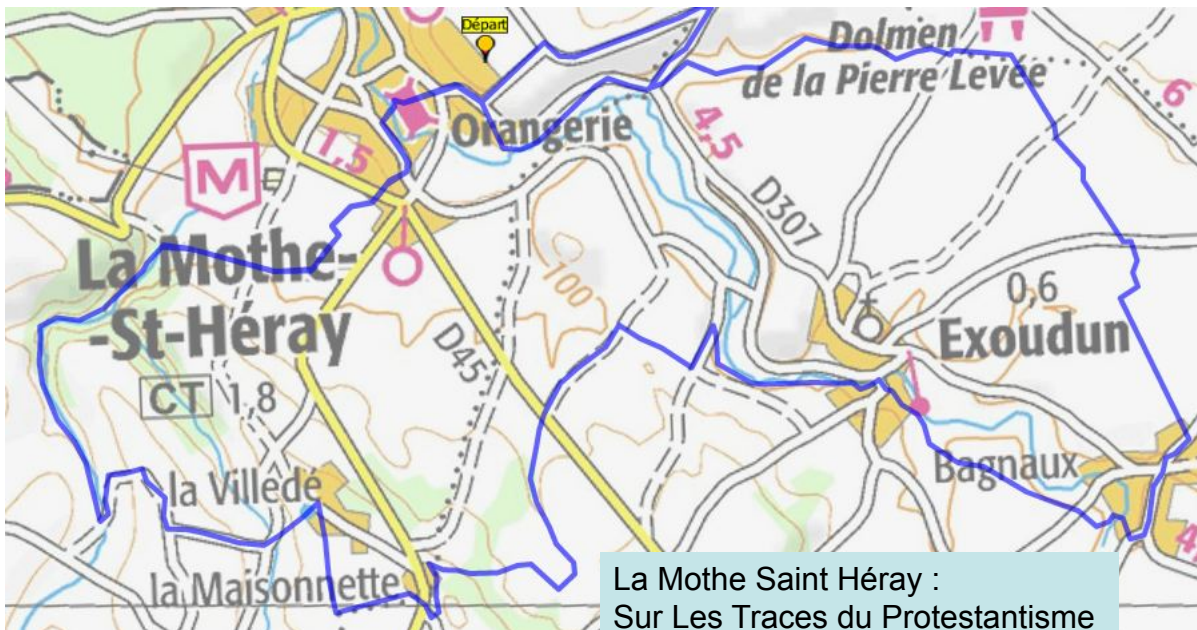 Départ
Dolmen
de la Pierre Levée
6
Orangerie
4,5
1,5
M
D307
La Mothe-
-St-Héray
100
0,6
D45
Exoudun
CT 1,8
Bagnaux
la Villedé
la Maisonnette
La Mothe Saint Héray :
Sur Les Traces du Protestantisme